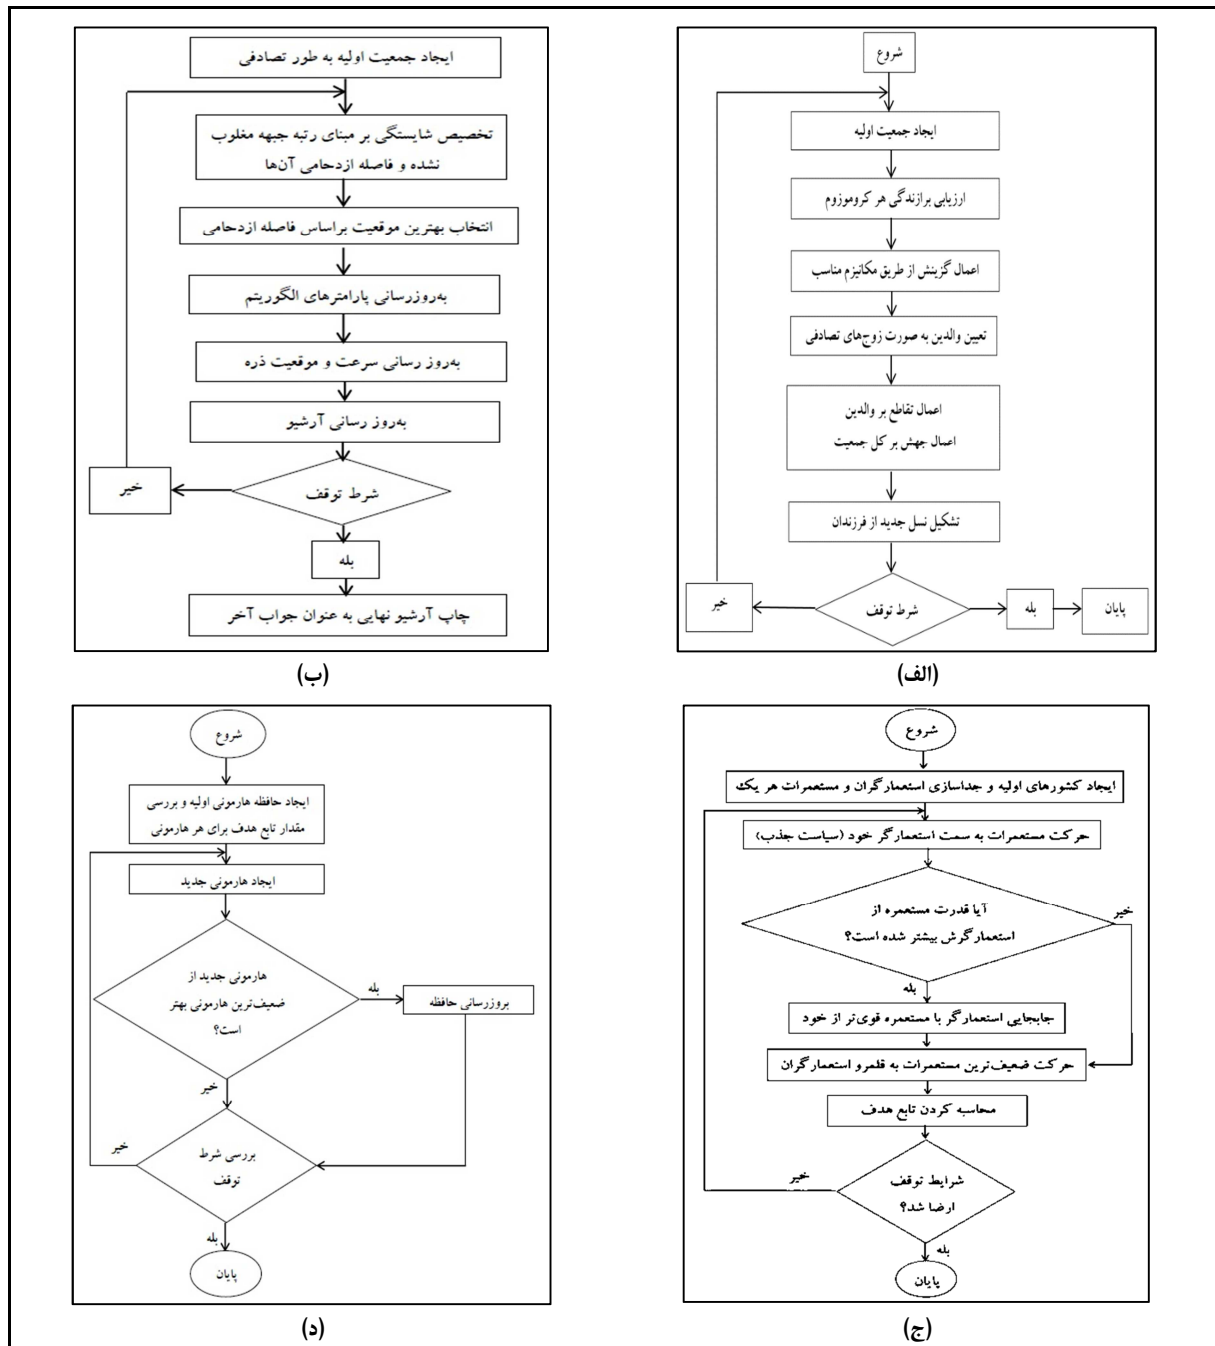 شروع
ایجاد جمعیت اولیه
ارزیابی برازندگی هر کروموزوم
اعمال گزینش از طریق مکانیزم مناسب
تعیین والدین به صورت زوج‌های تصادفی
اعمال تقاطع بر والدین
اعمال جهش بر کل جمعیت
تشکیل نسل جدید از فرزندان
شرط توقف
بله
پایان
خیر
(الف)
ایجاد جمعیت اولیه به طور تصادفی
تخصیص شایستگی بر مبنای رتبه جبهه مغلوب
نشده و فاصله ازدحامی آن‌ها
انتخاب بهترین موقعیت براساس فاصله ازدحامی
به‌روزرسانی پارامترهای الگوریتم
به‌روز رسانی سرعت و موقعیت ذره
به‌روز رسانی آرشیو
شرط توقف
خیر
بله
چاپ آرشیو نهایی به عنوان جواب آخر
(ب)
شروع
ایجاد کشورهای اولیه و جداسازی استعمارگران و مستعمرات هر یک
حرکت مستعمرات به سمت استعمارگر خود (سیاست جذب)
آیا قدرت مستعمره از
استعمارگرش بیشتر شده است؟
خیر
بله
جابجایی استعمارگر با مستعمره قوی‌تر از خود
حرکت ضعیف‌ترین مستعمرات به قلمرو استعمارگران
محاسبه کردن تابع هدف
شرایط توقف
ارضا شد؟
خیر
بله
پایان
(ج)
شروع
ایجاد حافظه هارمونی اولیه و بررسی
مقدار تابع هدف برای هر هارمونی
ایجاد هارمونی جدید
هارمونی جدید از
ضعیف‌ترین هارمونی بهتر
است؟
بله
بروزرسانی حافظه
خیر
بررسی شرط
توقف
خیر
بله
پایان
(د)